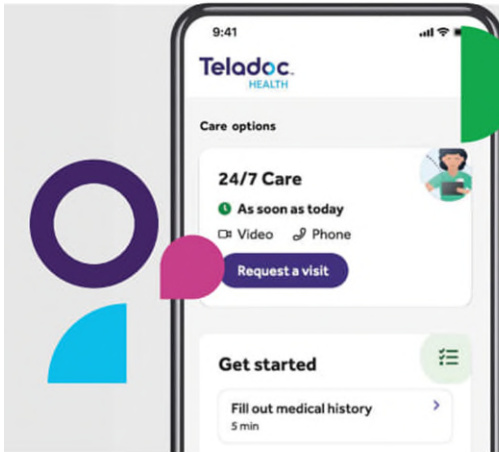 9:41
Teladoc.
HEALTH
Care options
24/7 Care
As soon as today
Video Phone
Request a visit
Get started
Fill out medical history
5 min